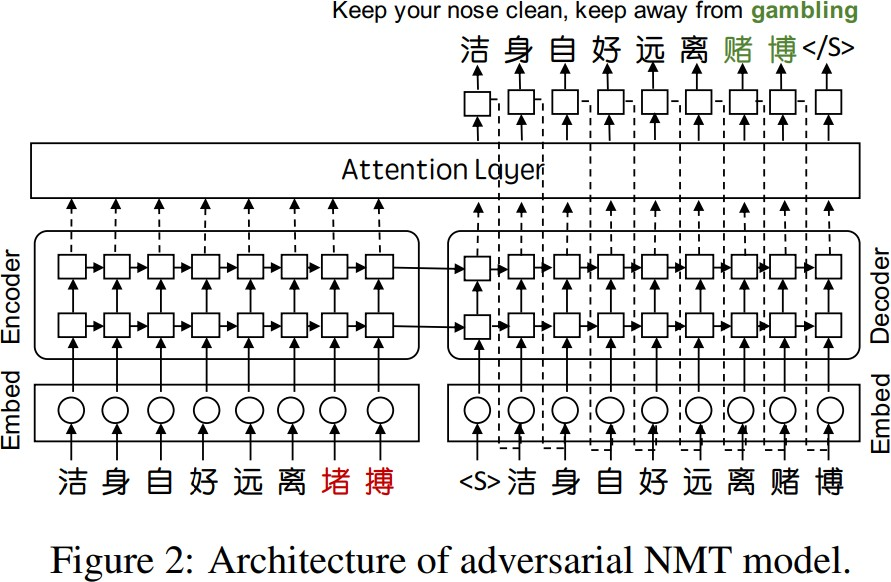 Keep your nose clean, keep away from gambling
洁 身 自 好 远 离 赌 博 </S>
Attention Layer
Encoder
Decoder
Embed
Embed
洁 身 自 好 远 离 堵 搏
<S> 洁 身 自 好 远 离 赌 博
Figure 2: Architecture of adversarial NMT model.